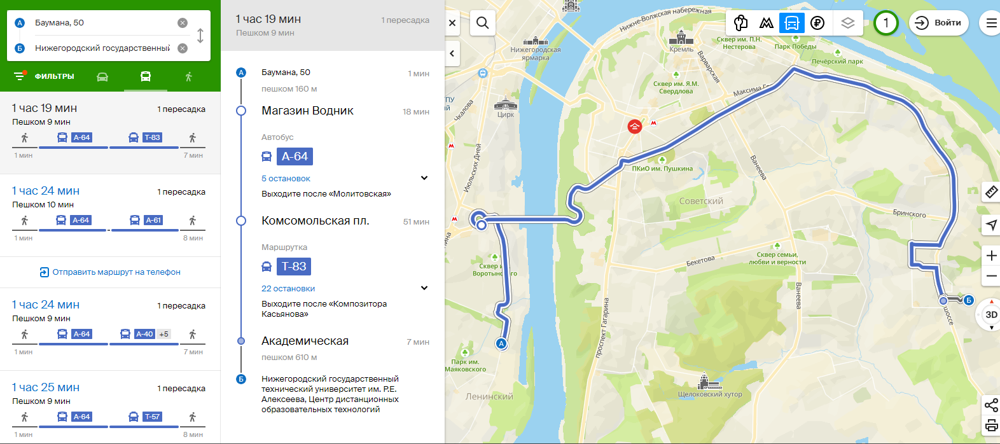 А
Баумана, 50
Б
Нижегородский государственный
ФИЛЬТРЫ
1 час 19 мин
1 пересадка
Пешком 9 мин
А-64
Т-83
1 мин
7 мин
1 час 24 мин
1 пересадка
Пешком 10 мин
А-64
А-61
1 мин
8 мин
Отправить маршрут на телефон
1 час 24 мин
1 пересадка
Пешком 9 мин
А-64
А-40
+5
1 мин
7 мин
1 час 25 мин
1 пересадка
Пешком 9 мин
А-64
Т-57
1 мин
8 мин
1 час 19 мин
1 пересадка
Пешком 9 мин
А
Баумана, 50
1 мин
пешком 160 м
Магазин Водник
18 мин
Автобус
А-64
5 остановок
Выходите после «Молитовская»
Комсомольская пл.
51 мин
Маршрутка
Т-83
22 остановки
Выходите после «Композитора
Касьянова»
Академическая
7 мин
пешком 610 м
Б
Нижегородский государственный
технический университет им. Р.Е.
Алексеева, Центр дистанционных
образовательных технологий
1
Войти
Нижне-Волжская набережная
Нижегородская
ярмарка
Кремль
Сквер им. П.Н.
Нестерова
Парк Победы
Печёрский парк
Варварская
Сквер им. Я.М.
Свердлова
Максима Го
ПУ
ой
Чкалова
Цирк
М
М
Июльских Дней
ПКиО им. Пушкина
Ванеева
Советский
Бринского
М
ина
Сквер и
Воротынского
Бекетова
Сквер семьи,
любви и верности
Ванеева
проспект Гагарина
Б
шоссе
3D
А
Парк им.
Маяковского
Щёлоковский хутор
Ленинский